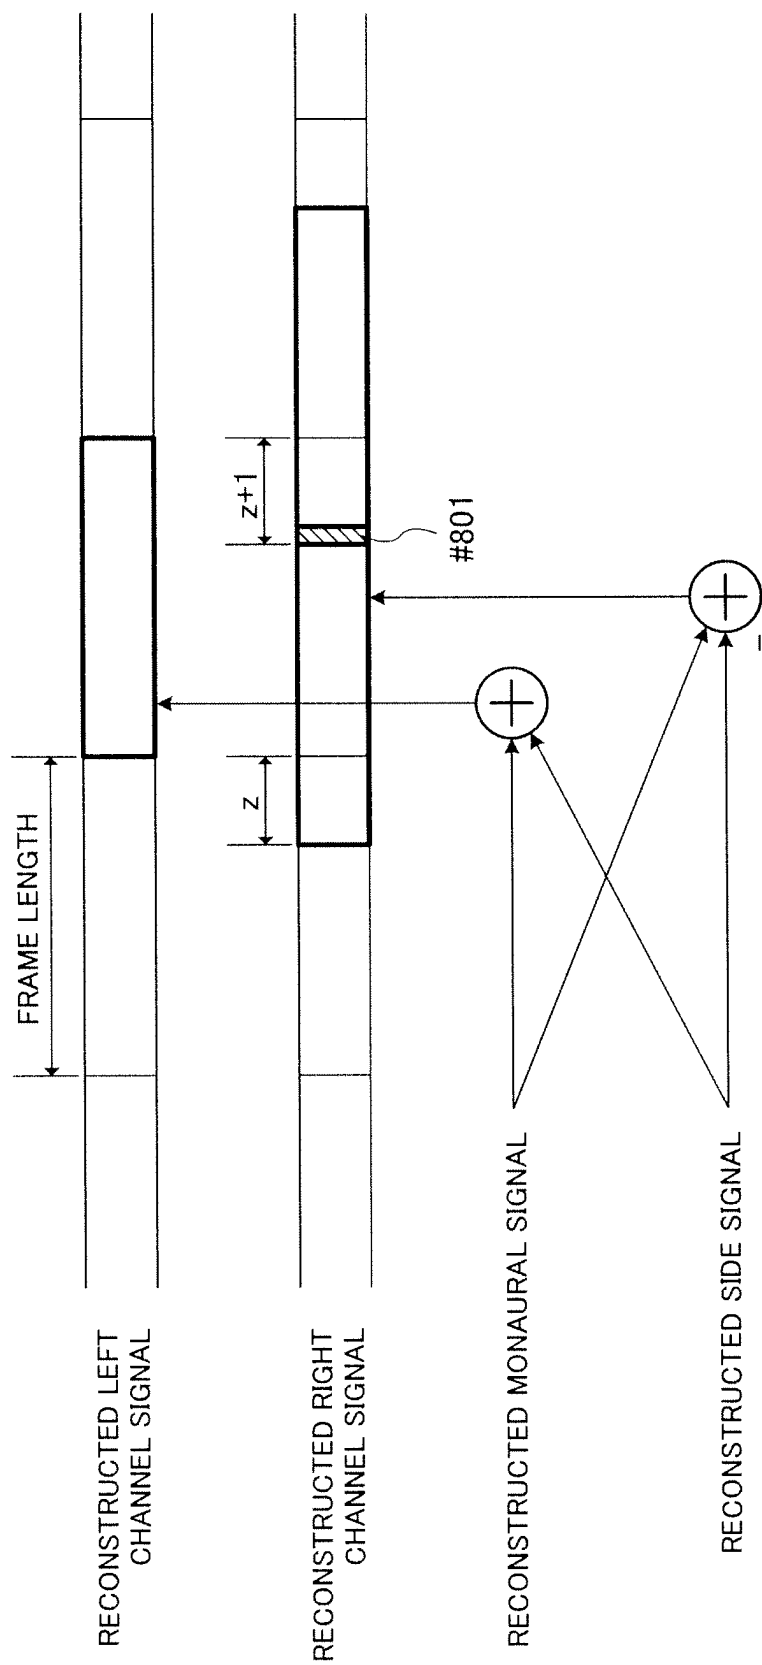 FRAME LENGTH
RECONSTRUCTED LEFT
CHANNEL SIGNAL
z
z+1
RECONSTRUCTED RIGHT
CHANNEL SIGNAL
#801
RECONSTRUCTED MONAURAL SIGNAL
+
+
-
RECONSTRUCTED SIDE SIGNAL